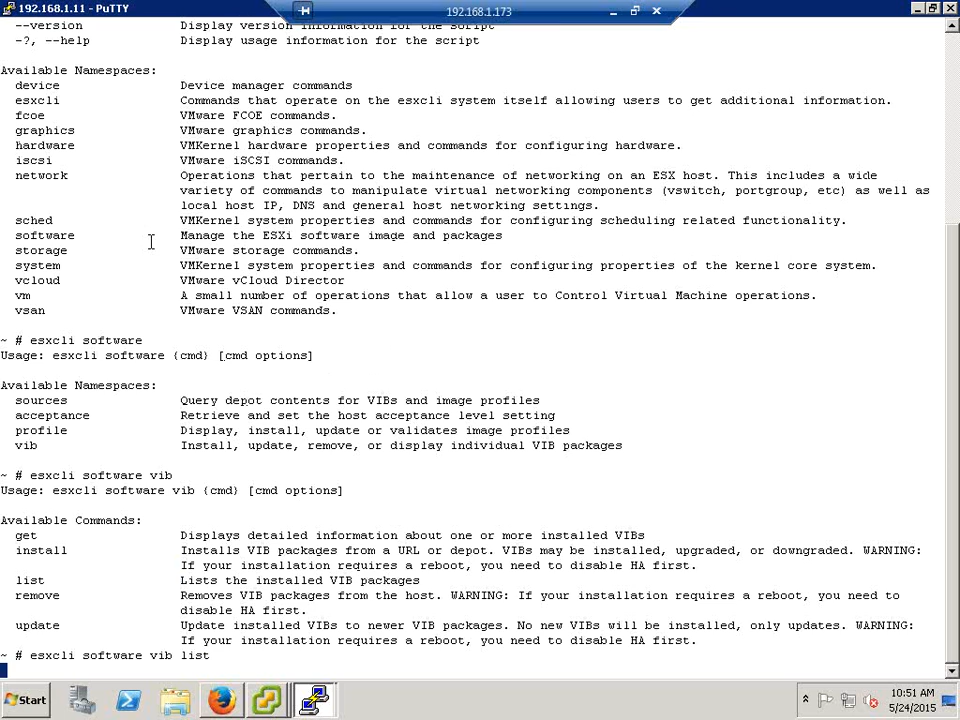 192.168.1.11 - PuTTY
192.168.1.173
--version Display version information for the script
-?, --help Display usage information for the script
Available Namespaces:
device Device manager commands
esxcli Commands that operate on the esxcli system itself allowing users to get additional information.
fcoe VMware FCOE commands.
graphics VMware graphics commands.
hardware VMKernel hardware properties and commands for configuring hardware.
iscsi VMware iSCSI commands.
network Operations that pertain to the maintenance of networking on an ESX host. This includes a wide
variety of commands to manipulate virtual networking components (vswitch, portgroup, etc) as well as
local host IP, DNS and general host networking settings.
sched VMKernel system properties and commands for configuring scheduling related functionality.
software Manage the ESXi software image and packages
storage VMware storage commands.
system VMKernel system properties and commands for configuring properties of the kernel core system.
vcloud VMware vCloud Director
vm A small number of operations that allow a user to Control Virtual Machine operations.
vsan VMware VSAN commands.
~ # esxcli software
Usage: esxcli software {cmd} [cmd options]
Available Namespaces:
sources Query depot contents for VIBs and image profiles
acceptance Retrieve and set the host acceptance level setting
profile Display, install, update or validates image profiles
vib Install, update, remove, or display individual VIB packages
~ # esxcli software vib
Usage: esxcli software vib {cmd} [cmd options]
Available Commands:
get Displays detailed information about one or more installed VIBs
install Installs VIB packages from a URL or depot. VIBs may be installed, upgraded, or downgraded. WARNING:
If your installation requires a reboot, you need to disable HA first.
list Lists the installed VIB packages
remove Removes VIB packages from the host. WARNING: If your installation requires a reboot, you need to
disable HA first.
update Update installed VIBs to newer VIB packages. No new VIBs will be installed, only updates. WARNING:
If your installation requires a reboot, you need to disable HA first.
~ # esxcli software vib list
Start
10:51 AM
5/24/2015